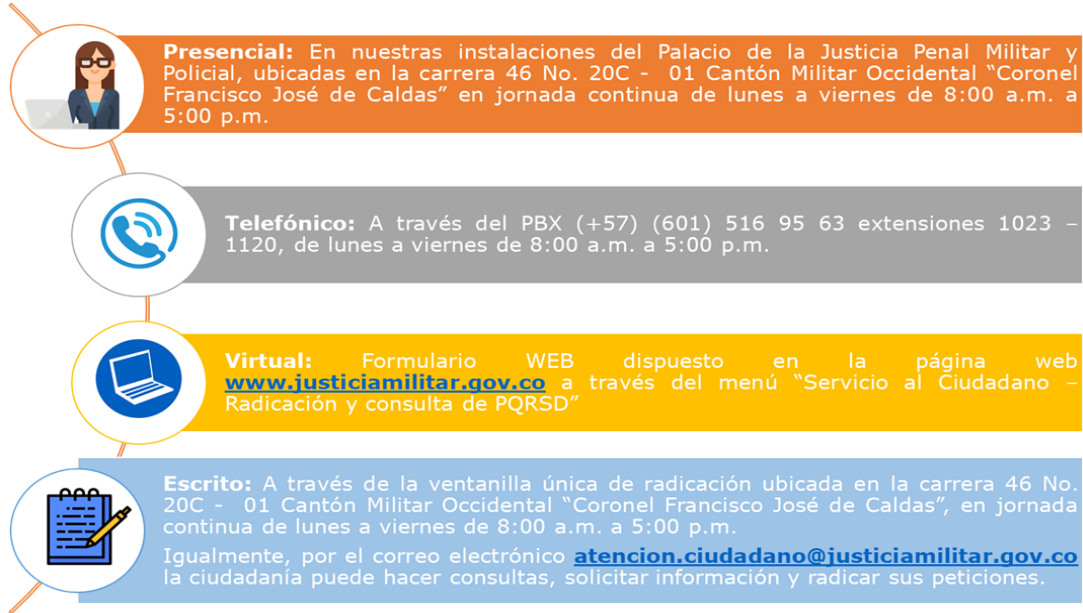 Presencial: En nuestras instalaciones del Palacio de la Justicia Penal Militar y
Policial, ubicadas en la carrera 46 No. 20C - 01 Cantón Militar Occidental “Coronel
Francisco José de Caldas” en jornada continua de lunes a viernes de 8:00 a.m. a
5:00 p.m.
Telefónico: A través del PBX (+57) (601) 516 95 63 extensiones 1023 –
1120, de lunes a viernes de 8:00 a.m. a 5:00 p.m.
Virtual: Formulario WEB dispuesto en la página web
www.justiciamilitar.gov.co a través del menú “Servicio al Ciudadano –
Radicación y consulta de PQRSD”
Escrito: A través de la ventanilla única de radicación ubicada en la carrera 46 No.
20C - 01 Cantón Militar Occidental “Coronel Francisco José de Caldas”, en jornada
continua de lunes a viernes de 8:00 a.m. a 5:00 p.m.
Igualmente, por el correo electrónico atencion.ciudadano@justiciamilitar.gov.co
la ciudadanía puede hacer consultas, solicitar información y radicar sus peticiones.